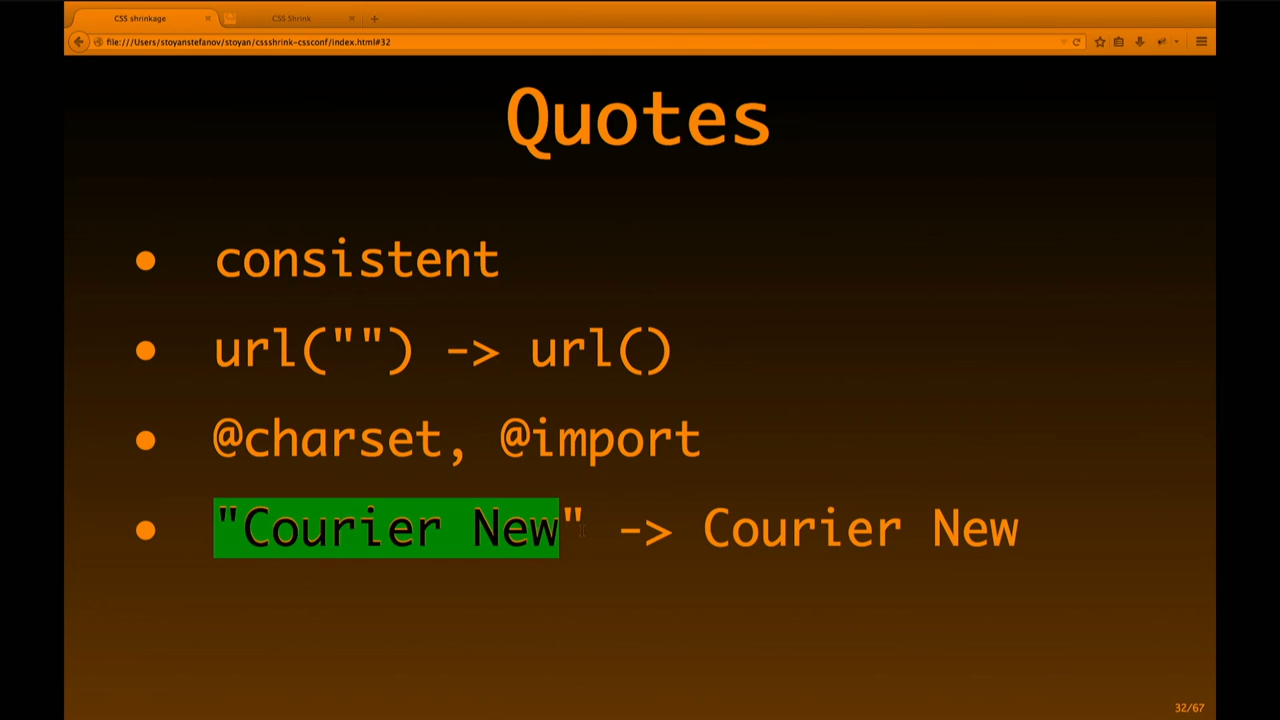 CSS shrinkage
CSS Shrink
file:///Users/stoyanstefanov/stoyan/cssshrink-cssconf/index.html#32
Quotes
consistent
url("") -> url()
@charset, @import
"Courier New" -> Courier New
32/67